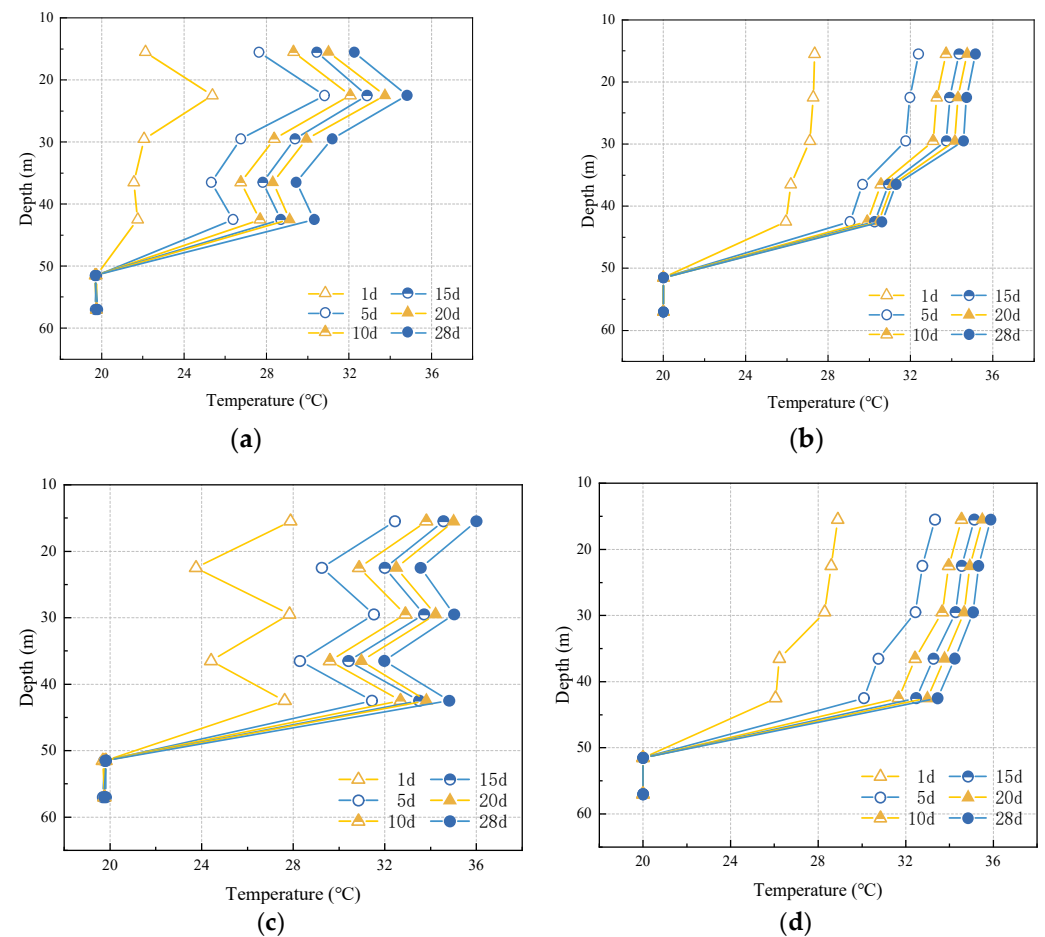 10
20
30
40
50
60
Depth (m)
20
24
28
32
36
Temperature (℃)
1d
15d
5d
20d
10d
28d
(a)
10
20
30
40
50
60
Depth (m)
20
24
28
32
36
Temperature (℃)
1d
15d
5d
20d
10d
28d
(b)
10
20
30
40
50
60
Depth (m)
20
24
28
32
36
Temperature (℃)
1d
15d
5d
20d
10d
28d
(c)
10
20
30
40
50
60
Depth (m)
20
24
28
32
36
Temperature (℃)
1d
15d
5d
20d
10d
28d
(d)